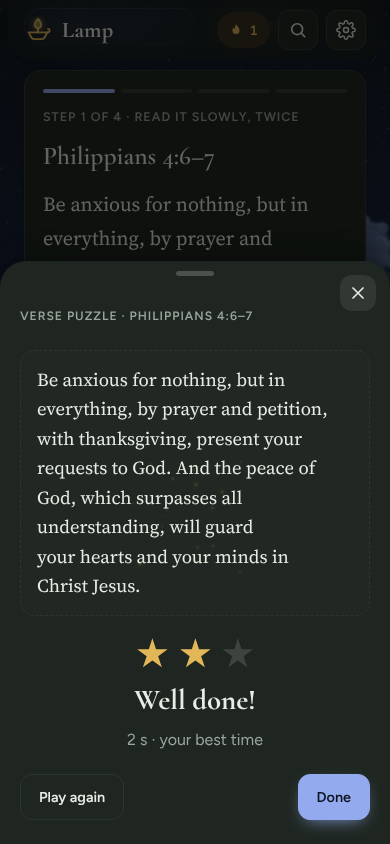 Lamp
1
STEP 1 OF 4 · READ IT SLOWLY, TWICE
Philippians 4:6–7
Be anxious for nothing, but in
everything, by prayer and
VERSE PUZZLE · PHILIPPIANS 4:6–7
Be anxious for nothing, but in
everything, by prayer and petition,
with thanksgiving, present your
requests to God. And the peace of
God, which surpasses all
understanding, will guard
your hearts and your minds in
Christ Jesus.
Well done!
2 s · your best time
Play again
Done